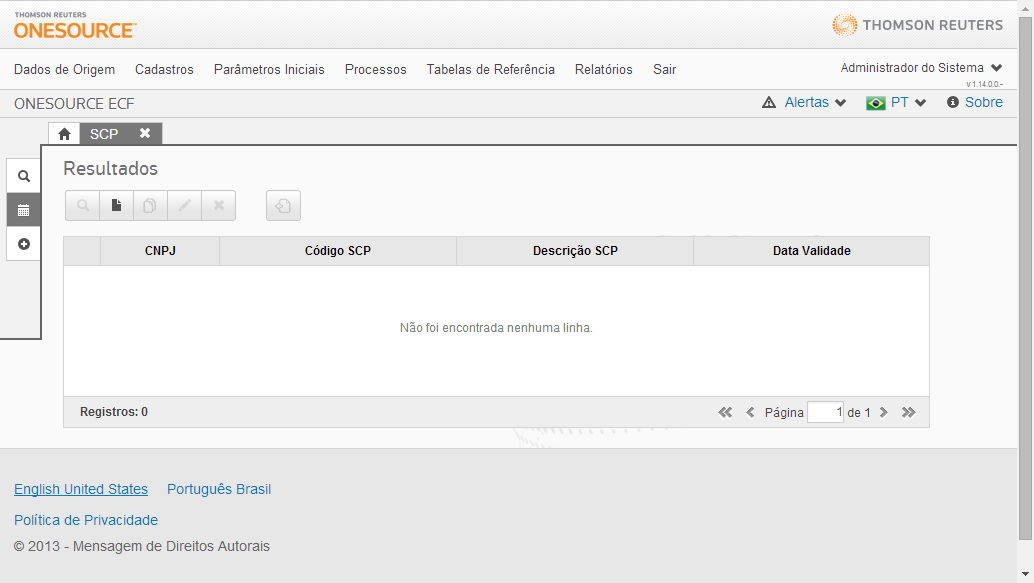 THOMSON REUTERS
ONESOURCE™
THOMSON REUTERS
Dados de Origem Cadastros Parâmetros Iniciais Processos Tabelas de Referência Relatórios Sair
Administrador do Sistema
v 1.14.0.0.-
ONESOURCE ECF
Alertas PT Sobre
SCP
Resultados
CNPJ Código SCP Descrição SCP Data Validade
Não foi encontrada nenhuma linha.
Registros: 0
Página 1 de 1
English United States Português Brasil
Política de Privacidade
© 2013 - Mensagem de Direitos Autorais